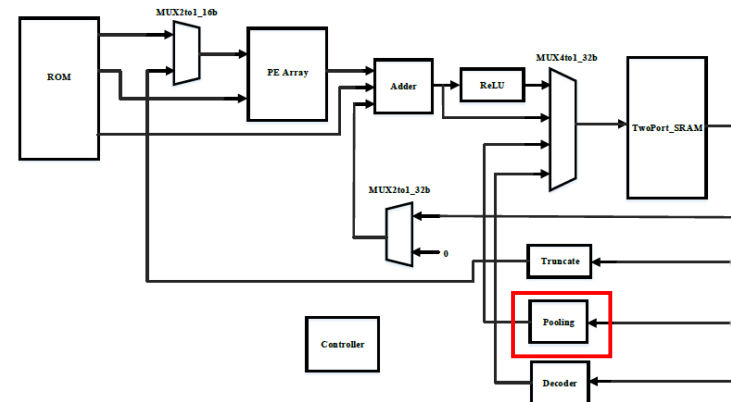 MUX2to1_16b
ROM
PE Array
Adder
ReLU
MUX4to1_32b
TwoPort_SRAM
MUX2to1_32b
0
Truncate
Pooling
Controller
Decoder